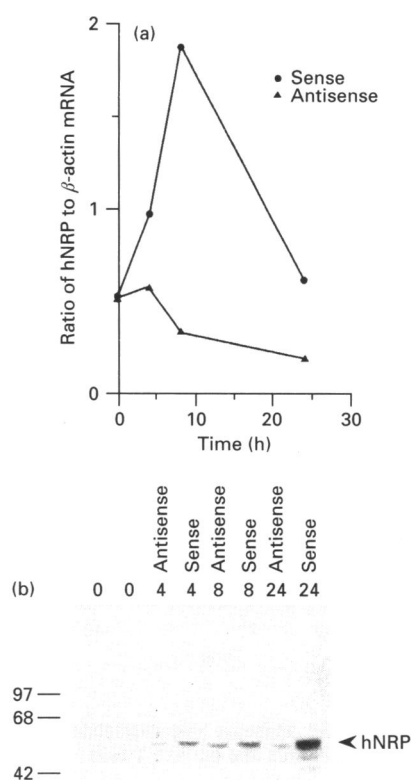 (a)
2
1
0
Ratio of hNRP to β-actin mRNA
● Sense
▲ Antisense
0 10 20 30
Time (h)
(b)
Antisense
Sense
Antisense
Sense
Antisense
Sense
0 0 4 4 8 8 24 24
97
68
42
hNRP